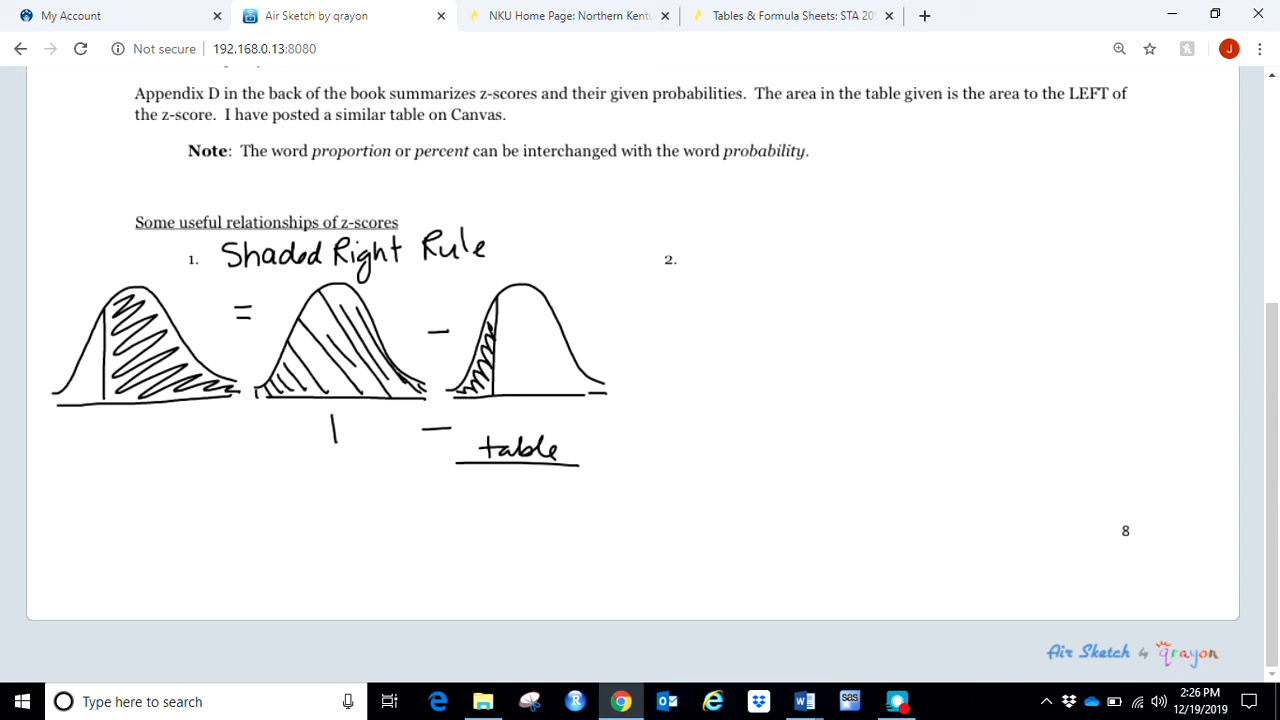 My Account
Air Sketch by qrayon
NKU Home Page: Northern Kentu
Tables & Formula Sheets: STA 20
Not secure | 192.168.0.13:8080
Appendix D in the back of the book summarizes z-scores and their given probabilities. The area in the table given is the area to the LEFT of
the z-score. I have posted a similar table on Canvas.
Note: The word proportion or percent can be interchanged with the word probability.
Some useful relationships of z-scores
1. Shaded Right Rule
2.
= −
1 − table
8
Air Sketch by qrayon
Type here to search
2:26 PM
12/19/2019